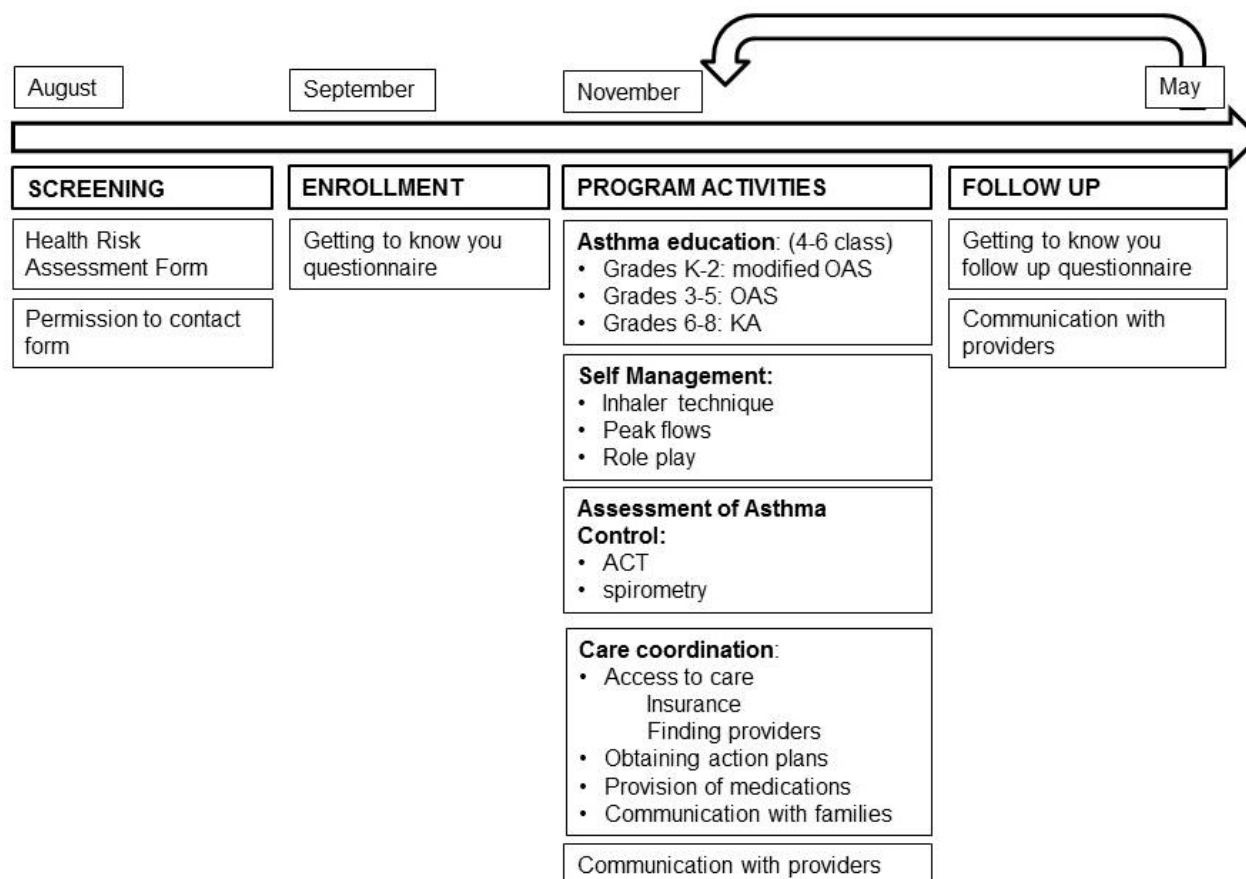 August
September
November
May
SCREENING
ENROLLMENT
PROGRAM ACTIVITIES
FOLLOW UP
Health Risk
Assessment Form
Permission to contact
form
Getting to know you
questionnaire
Asthma education: (4-6 class)
• Grades K-2: modified OAS
• Grades 3-5: OAS
• Grades 6-8: KA
Self Management:
• Inhaler technique
• Peak flows
• Role play
Assessment of Asthma
Control:
• ACT
• spirometry
Care coordination:
• Access to care
Insurance
Finding providers
• Obtaining action plans
• Provision of medications
• Communication with families
Communication with providers
Getting to know you
follow up questionnaire
Communication with
providers